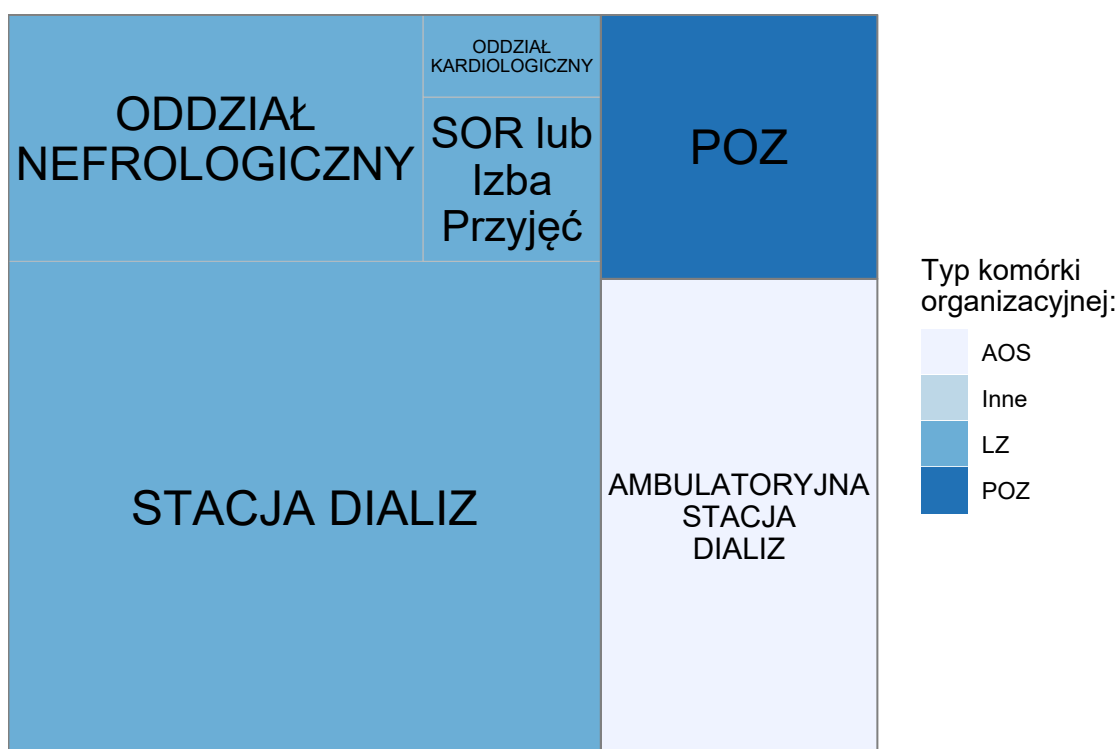 ODDZIAŁ
NEFROLOGICZNY
ODDZIAŁ
KARDIOLOGICZNY
SOR lub
Izba
Przyjęć
POZ
STACJA DIALIZ
AMBULATORYJNA
STACJA
DIALIZ
Typ komórki
organizacyjnej:
AOS
Inne
LZ
POZ